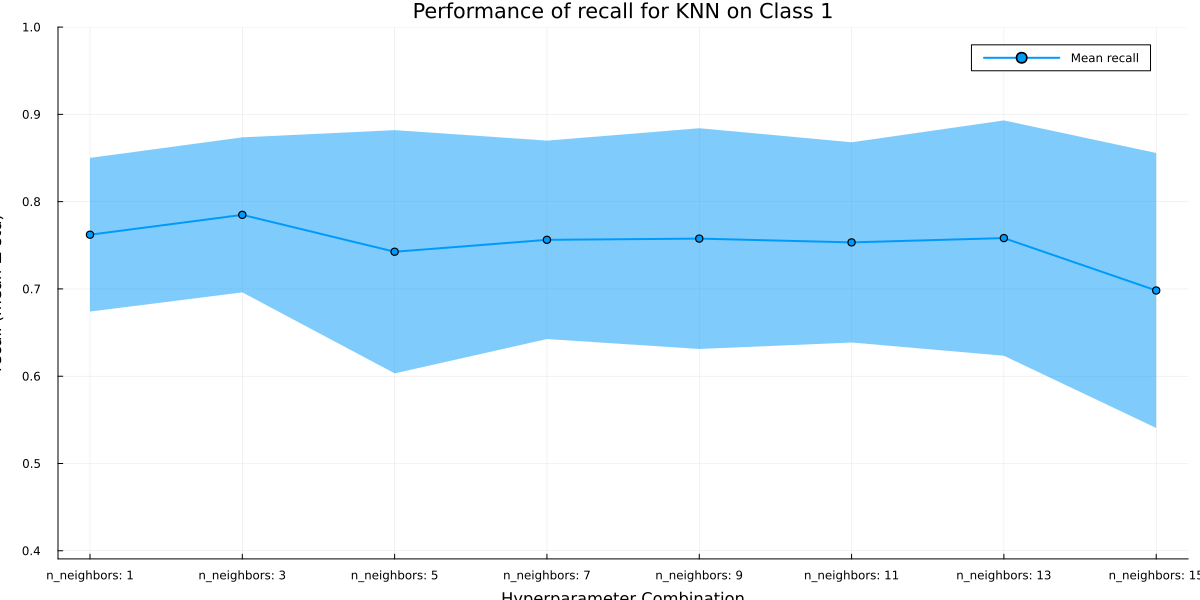 Performance of recall for KNN on Class 1
Mean recall
1.0
0.9
0.8
0.7
0.6
0.5
0.4
n_neighbors: 1
n_neighbors: 3
n_neighbors: 5
n_neighbors: 7
n_neighbors: 9
n_neighbors: 11
n_neighbors: 13
n_neighbors: 15
Hyperparameter Combination